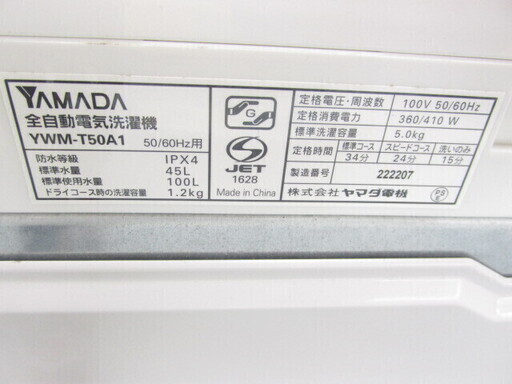 YAMADA
全自動電気洗濯機
YWM-T50A1 50/60Hz用
防水等級 IPX4
標準水量 45L
標準使用水量 100L
ドライコース時の洗濯容量 1.2kg
G
JET
1628
Made in China
定格電圧・周波数 100V 50/60Hz
定格消費電力 360/410 W
標準洗濯容量 5.0kg
定格時間 標準コース スピードコース 洗いのみ
34分 24分 15分
製造番号 222207
株式会社 ヤマダ電機